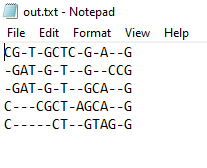 out.txt - Notepad
File Edit Format View Help
CG-T-GCTC-G-A--G
-GAT-G-T--G--CCG
-GAT-G-T--GCA--G
C---CGCT-AGCA--G
C-----CT--GTAG-G